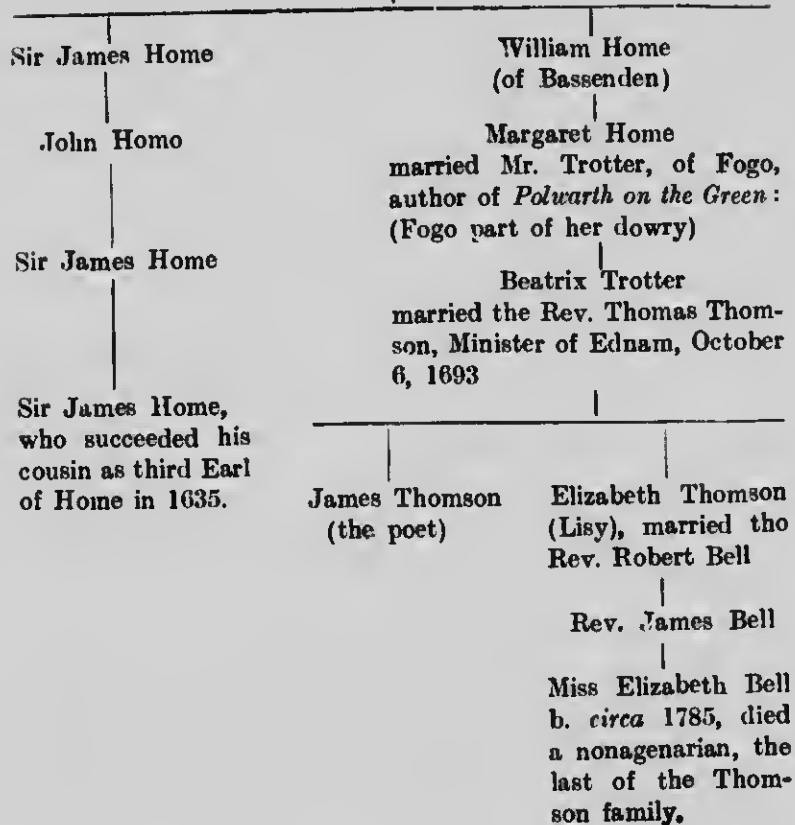 Sir James Home
John Homo
Sir James Home
Sir James Home,
who succeeded his
cousin as third Earl
of Home in 1635.
William Home
(of Bassenden)
Margaret Home
married Mr. Trotter, of Fogo,
author of Polwarth on the Green:
(Fogo part of her dowry)
Beatrix Trotter
married the Rev. Thomas Thom-
son, Minister of Ednam, October
6, 1693
James Thomson
(the poet)
Elizabeth Thomson
(Lisy), married tho
Rev. Robert Bell
Rev. James Bell
Miss Elizabeth Bell
b. circa 1785, died
a nonagenarian, the
last of the Thom-
son family.